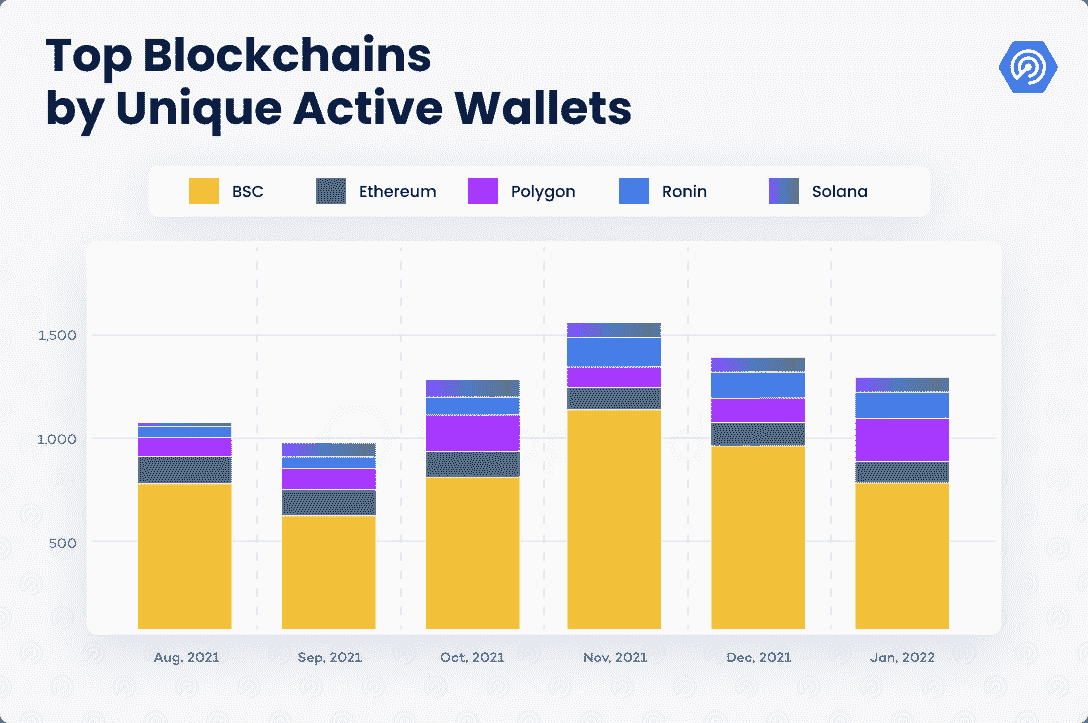 Top Blockchains
by Unique Active Wallets
BSC Ethereum Polygon Ronin Solana
1,500
1,000
500
Aug, 2021 Sep, 2021 Oct, 2021 Nov, 2021 Dec, 2021 Jan, 2022